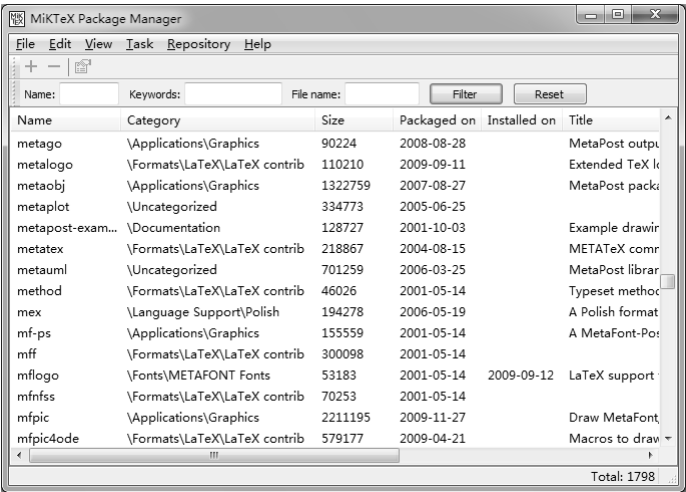 MiKTeX Package Manager
File Edit View Task Repository Help
Name: Keywords: File name: Filter Reset
Name Category Size Packaged on Installed on Title
metago \Applications\Graphics 90224 2008-08-28 MetaPost outpu
metalogo \Formats\LaTeX\LaTeX contrib 110210 2009-09-11 Extended TeX lo
metaobj \Applications\Graphics 1322759 2007-08-27 MetaPost packa
metaplot \Uncategorized 334773 2005-06-25
metapost-exam... \Documentation 128727 2001-10-03 Example drawin
metatex \Formats\LaTeX\LaTeX contrib 218867 2004-08-15 METATeX comm
metauml \Uncategorized 701259 2006-03-25 MetaPost librar
method \Formats\LaTeX\LaTeX contrib 46026 2001-05-14 Typeset method
mex \Language Support\Polish 194278 2006-05-19 A Polish format
mf-ps \Applications\Graphics 155559 2001-05-14 A MetaFont-Pos
mff \Formats\LaTeX\LaTeX contrib 300098 2001-05-14
mflogo \Fonts\METAFONT Fonts 53183 2001-05-14 2009-09-12 LaTeX support
mfnfss \Formats\LaTeX\LaTeX contrib 70253 2001-05-14
mfpic \Applications\Graphics 2211195 2009-11-27 Draw MetaFont,
mfpic4ode \Formats\LaTeX\LaTeX contrib 579177 2009-04-21 Macros to draw
Total: 1798